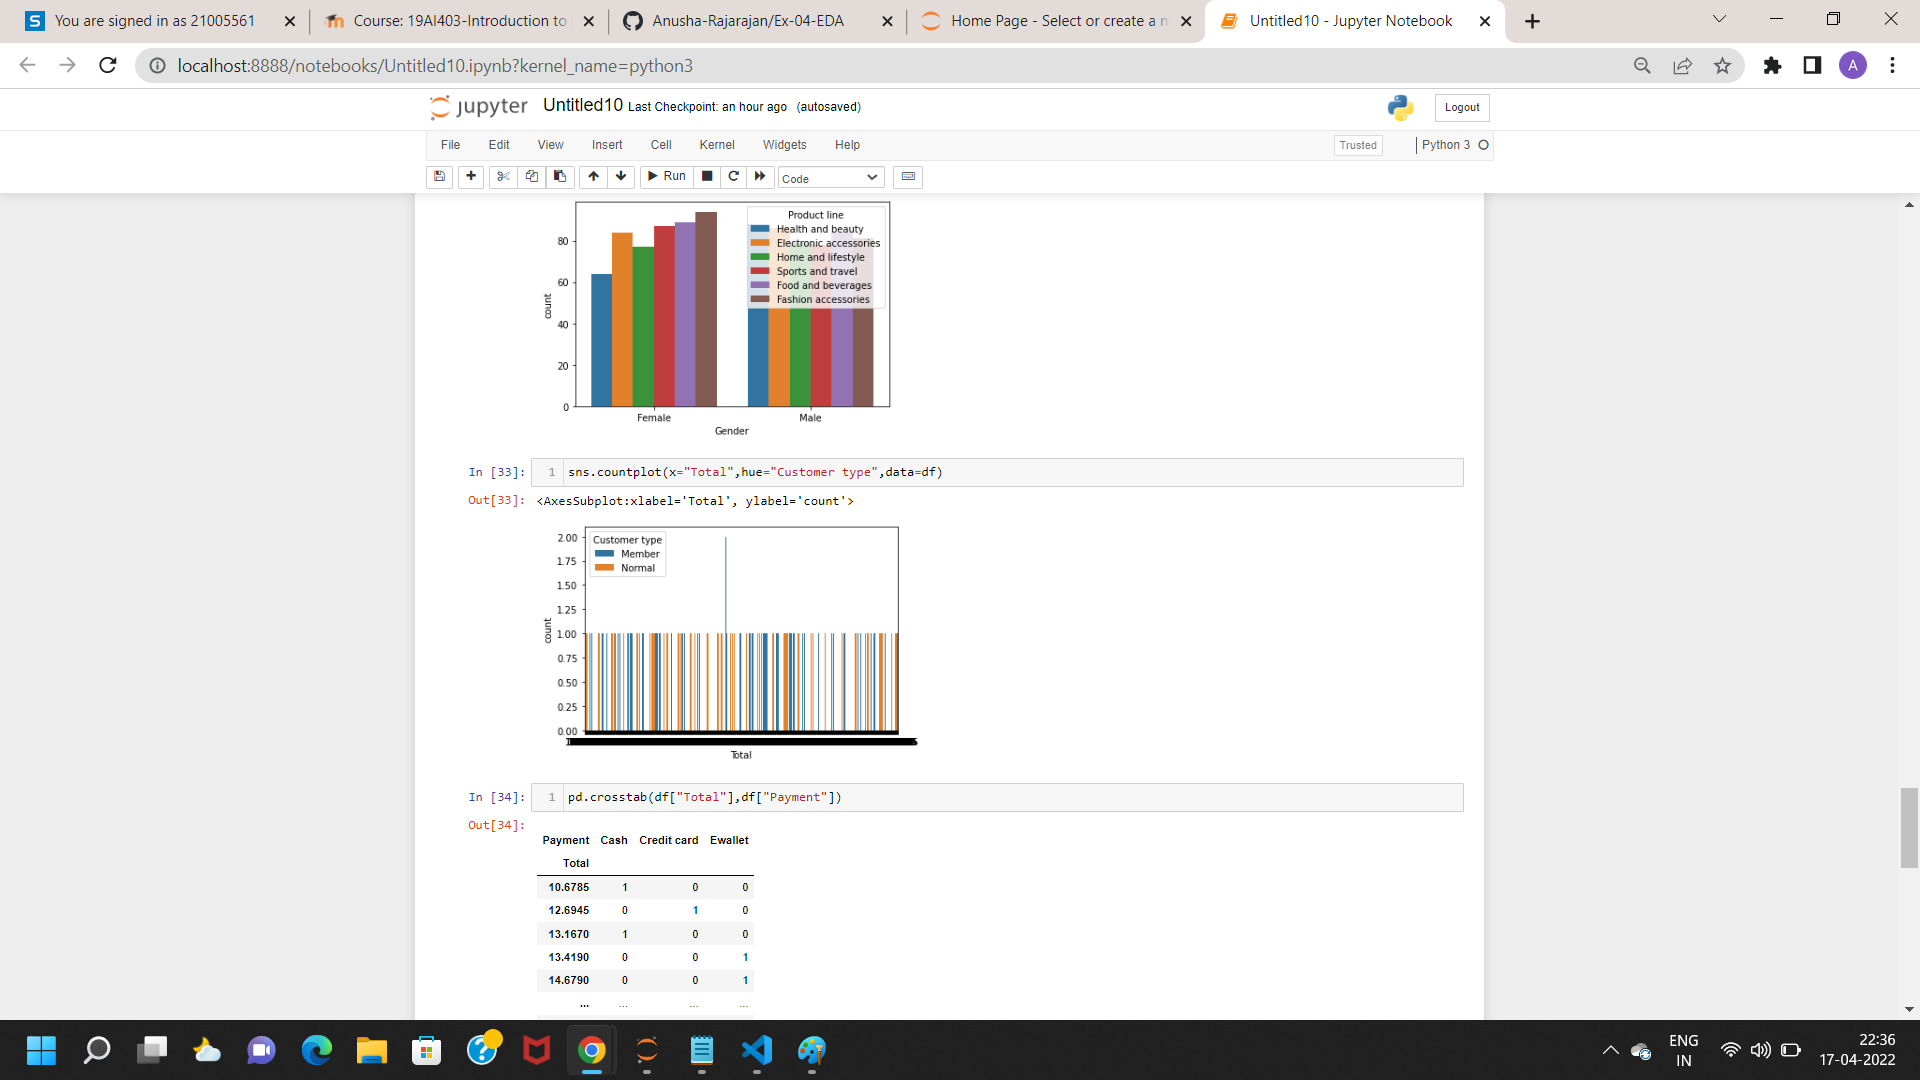 You are signed in as 21005561
Course: 19AI403-Introduction to
Anusha-Rajarajan/Ex-04-EDA
Home Page - Select or create a n
Untitled10 - Jupyter Notebook
localhost:8888/notebooks/Untitled10.ipynb?kernel_name=python3
A
jupyter Untitled10 Last Checkpoint: an hour ago (autosaved)
Logout
File Edit View Insert Cell Kernel Widgets Help
Trusted
Python 3
Run
Code
Product line
Health and beauty
Electronic accessories
Home and lifestyle
Sports and travel
Food and beverages
Fashion accessories
80
60
40
20
0
count
Female Male
Gender
In [33]: 1 sns.countplot(x="Total",hue="Customer type",data=df)
Out[33]: <AxesSubplot:xlabel='Total', ylabel='count'>
Customer type
Member
Normal
2.00
1.75
1.50
1.25
1.00
0.75
0.50
0.25
0.00
count
Total
In [34]: 1 pd.crosstab(df["Total"],df["Payment"])
Out[34]:
Payment Cash Credit card Ewallet
Total
10.6785 1 0 0
12.6945 0 1 0
13.1670 1 0 0
13.4190 0 0 1
14.6790 0 0 1
... ... ... ...
ENG
IN
22:36
17-04-2022